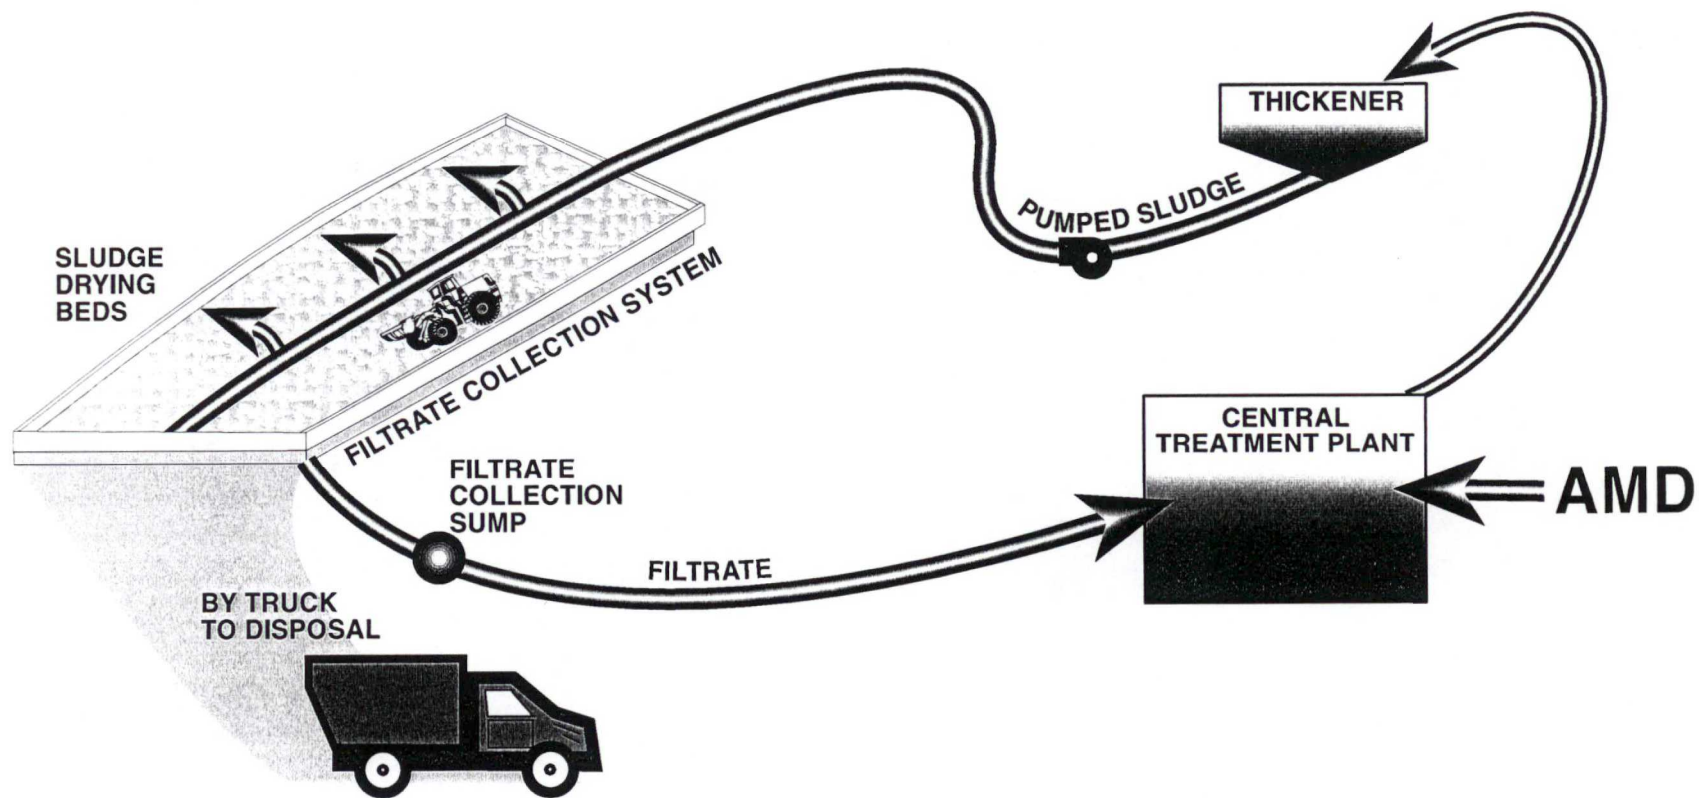 THICKENER
PUMPED SLUDGE
SLUDGE
DRYING
BEDS
FILTRATE COLLECTION SYSTEM
CENTRAL
TREATMENT PLANT
AMD
FILTRATE
COLLECTION
SUMP
FILTRATE
BY TRUCK
TO DISPOSAL